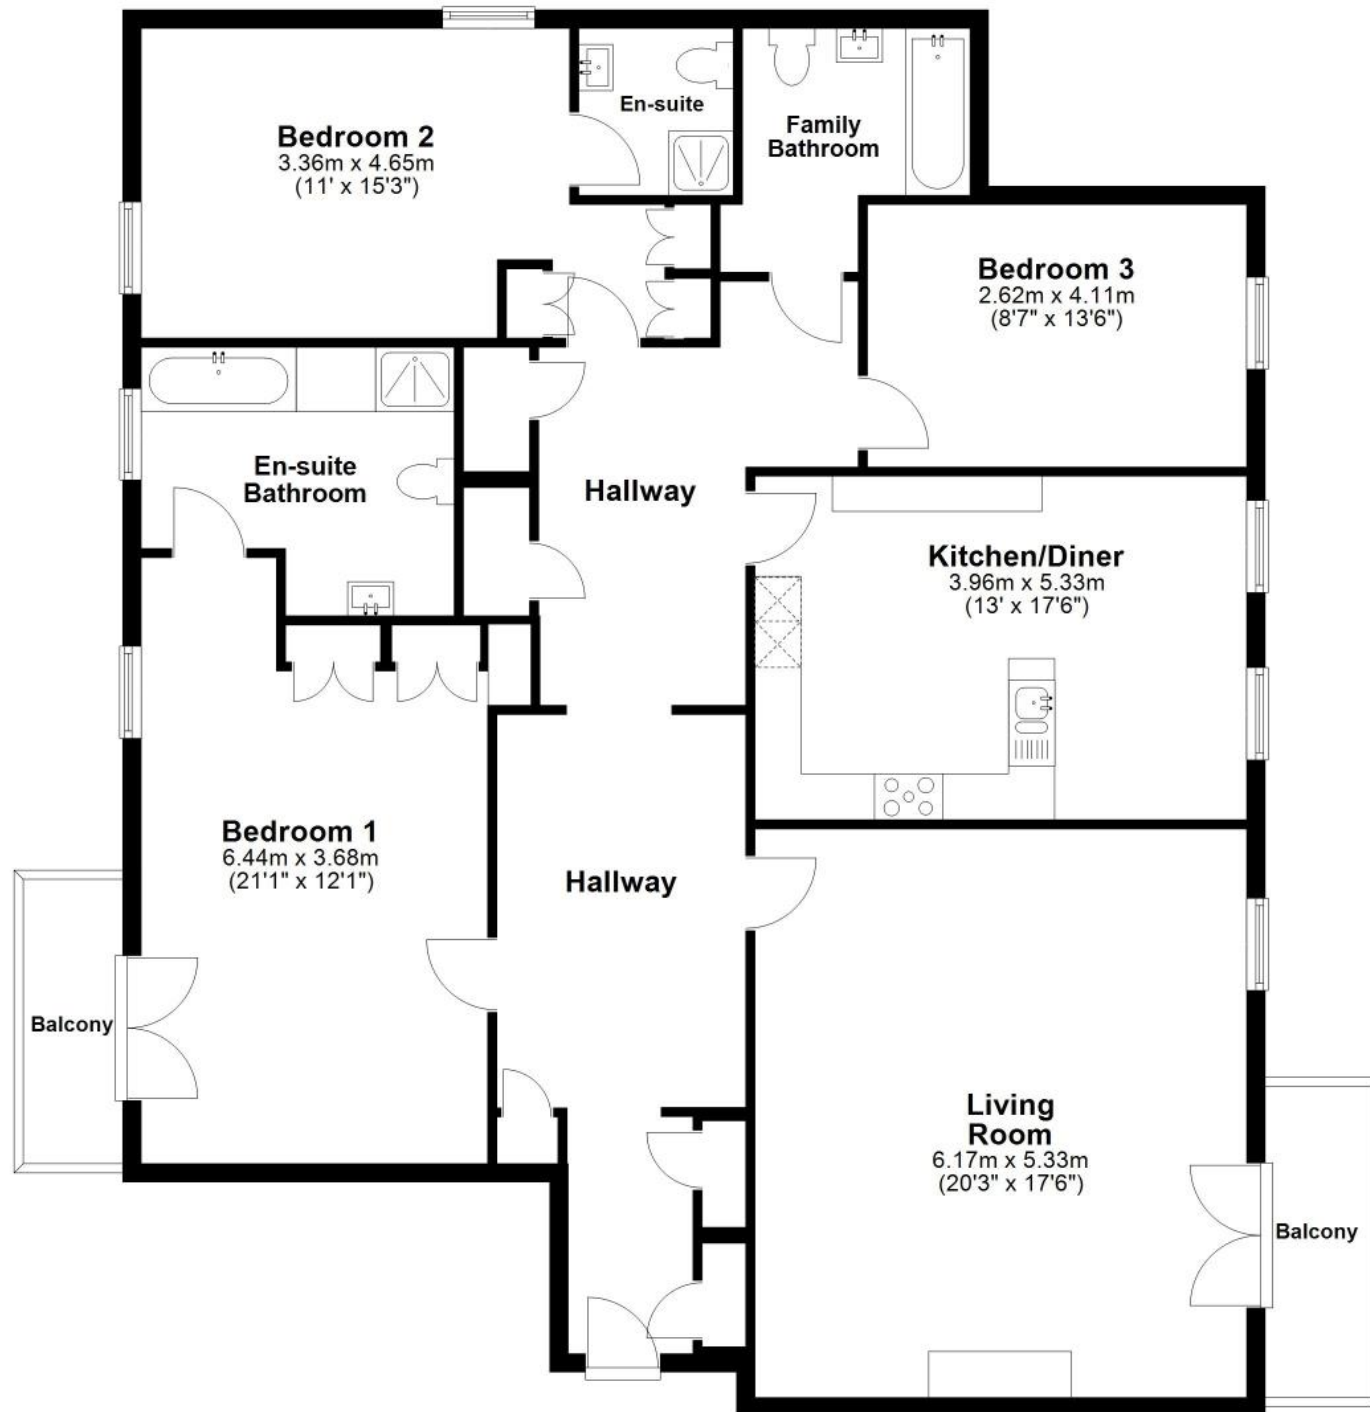 Bedroom 2
3.36m x 4.65m
(11' x 15'3")
En-suite
Family
Bathroom
Bedroom 3
2.62m x 4.11m
(8'7" x 13'6")
En-suite
Bathroom
Hallway
Kitchen/Diner
3.96m x 5.33m
(13' x 17'6")
Bedroom 1
6.44m x 3.68m
(21'1" x 12'1")
Hallway
Balcony
Living
Room
6.17m x 5.33m
(20'3" x 17'6")
Balcony